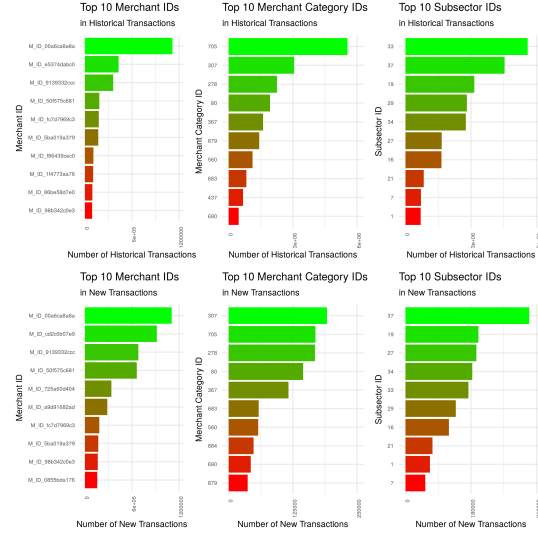 Top 10 Merchant IDs
in Historical Transactions
Merchant ID
M_ID_00a6ca8a8a
M_ID_e5374dabc0
M_ID_9139332ccc
M_ID_50f575c681
M_ID_fc7d7969c3
M_ID_5ba019a379
M_ID_f86439cec0
M_ID_1f4773aa76
M_ID_86be58d7e0
M_ID_98b342c0e3
0
6e+05
1200000
Number of Historical Transactions
Top 10 Merchant Category IDs
in Historical Transactions
Merchant Category ID
705
307
278
80
367
879
560
683
437
690
0
3e+06
6e+06
Number of Historical Transactions
Top 10 Subsector IDs
in Historical Transactions
Subsector ID
33
37
19
29
34
27
16
21
7
1
0
3e+06
Number of Historical Transactions
Top 10 Merchant IDs
in New Transactions
Merchant ID
M_ID_00a6ca8a8a
M_ID_cd2c0b07e9
M_ID_9139332ccc
M_ID_50f575c681
M_ID_725a60d404
M_ID_a9d91682ad
M_ID_fc7d7969c3
M_ID_5ba019a379
M_ID_98b342c0e3
M_ID_0855bda176
0
6e+05
1200000
Number of New Transactions
Top 10 Merchant Category IDs
in New Transactions
Merchant Category ID
307
705
278
80
367
683
560
884
690
879
0
125000
250000
Number of New Transactions
Top 10 Subsector IDs
in New Transactions
Subsector ID
37
19
27
34
33
29
16
21
1
7
0
180000
Number of New Transactions